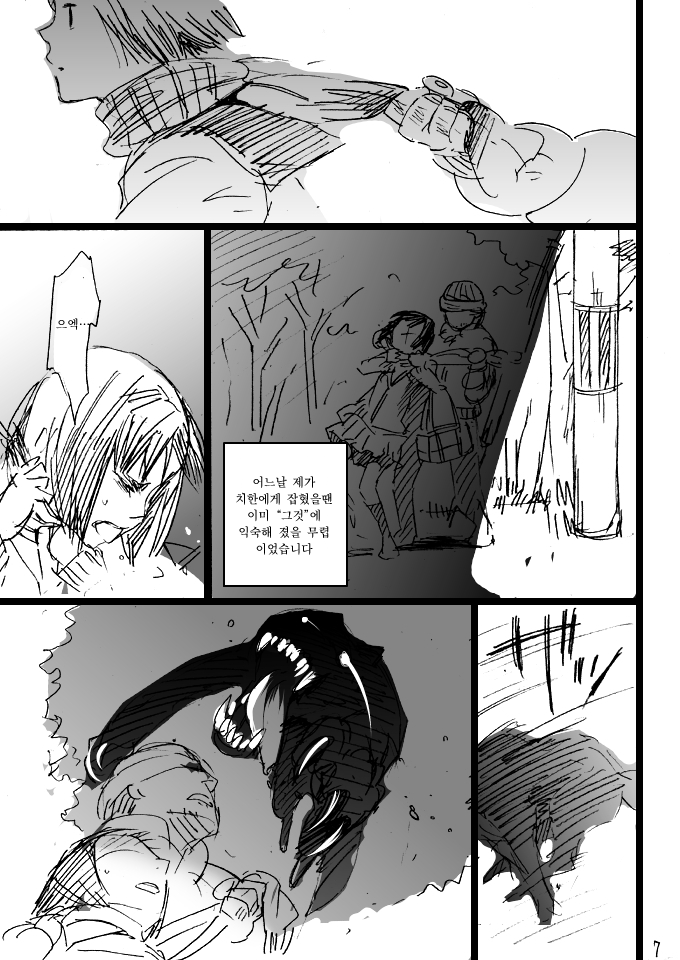 으엑…
어느날 제가
치한에게 잡혔을땐
이미 "그것"에
익숙해 졌을 무렵
이었습니다
7